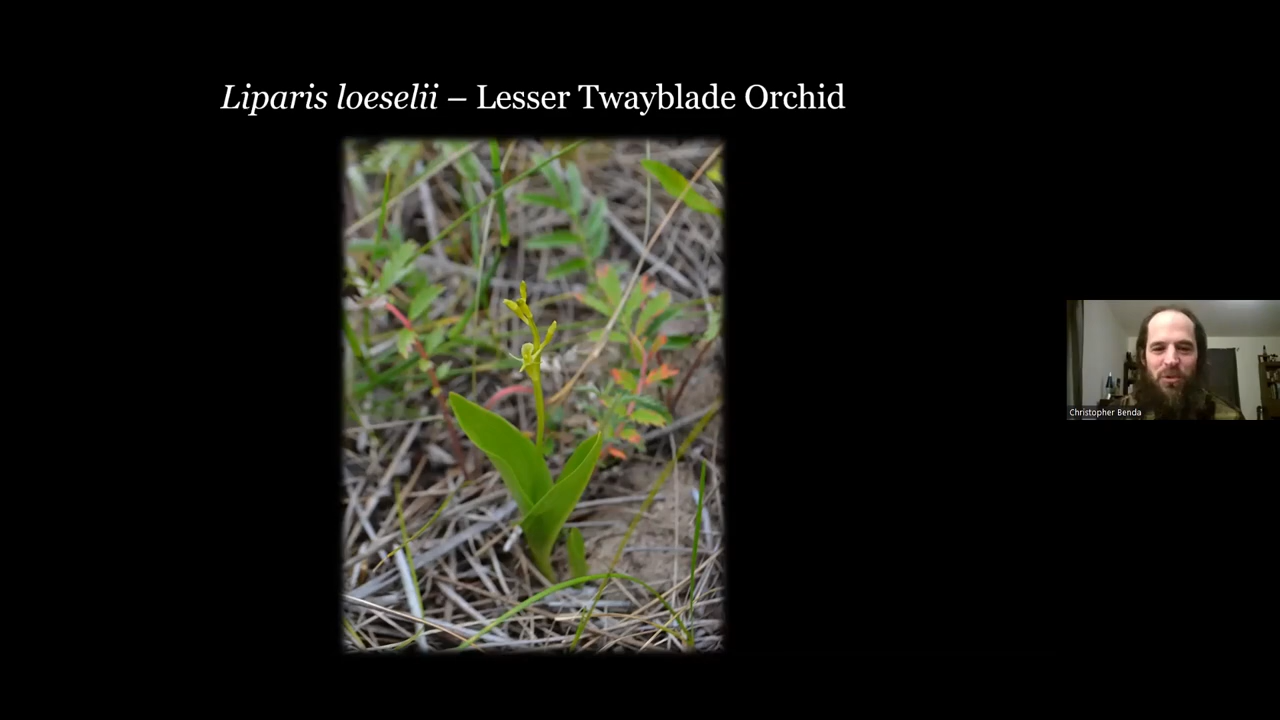 Liparis loeselii – Lesser Twayblade Orchid
Christopher Benda